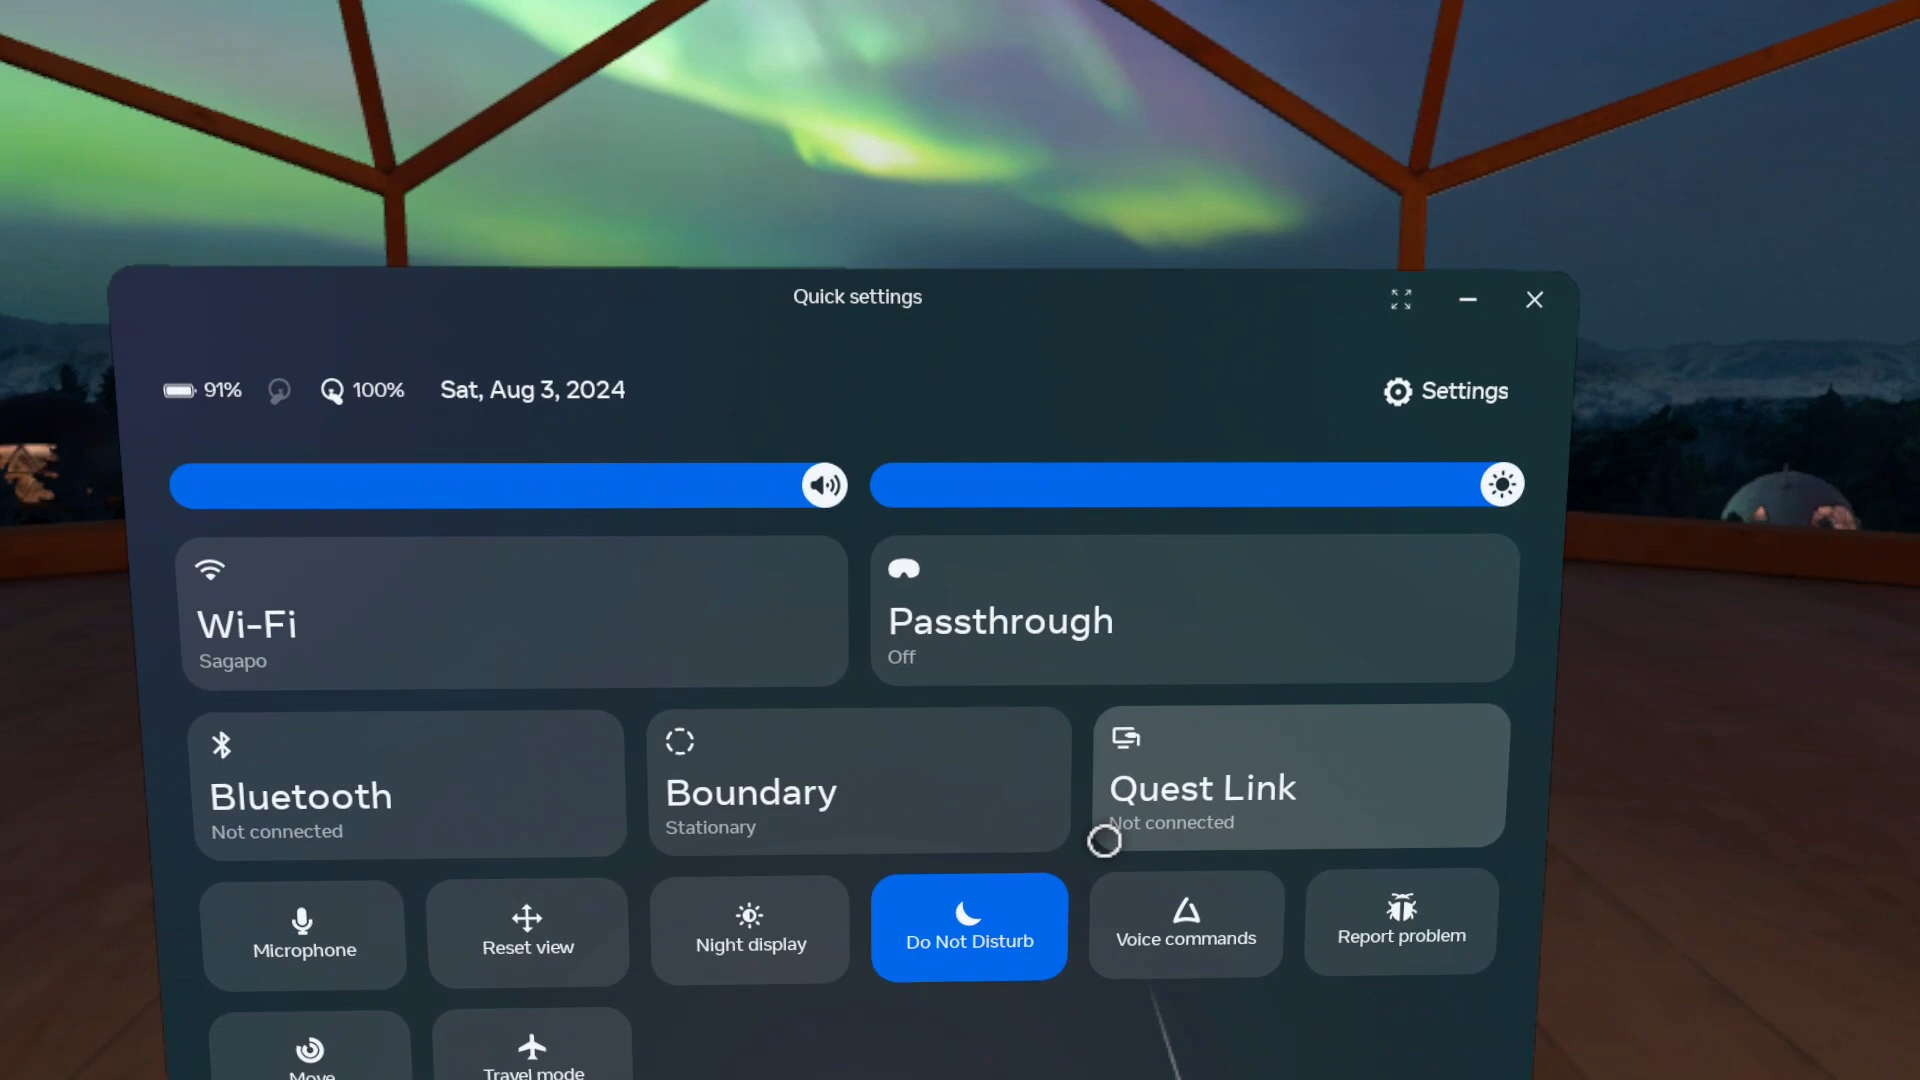 Quick settings
91% 100% Sat, Aug 3, 2024 Settings
Wi-Fi
Sagapo
Passthrough
Off
Bluetooth
Not connected
Boundary
Stationary
Quest Link
Not connected
Microphone
Reset view
Night display
Do Not Disturb
Voice commands
Report problem
Move
Travel mode